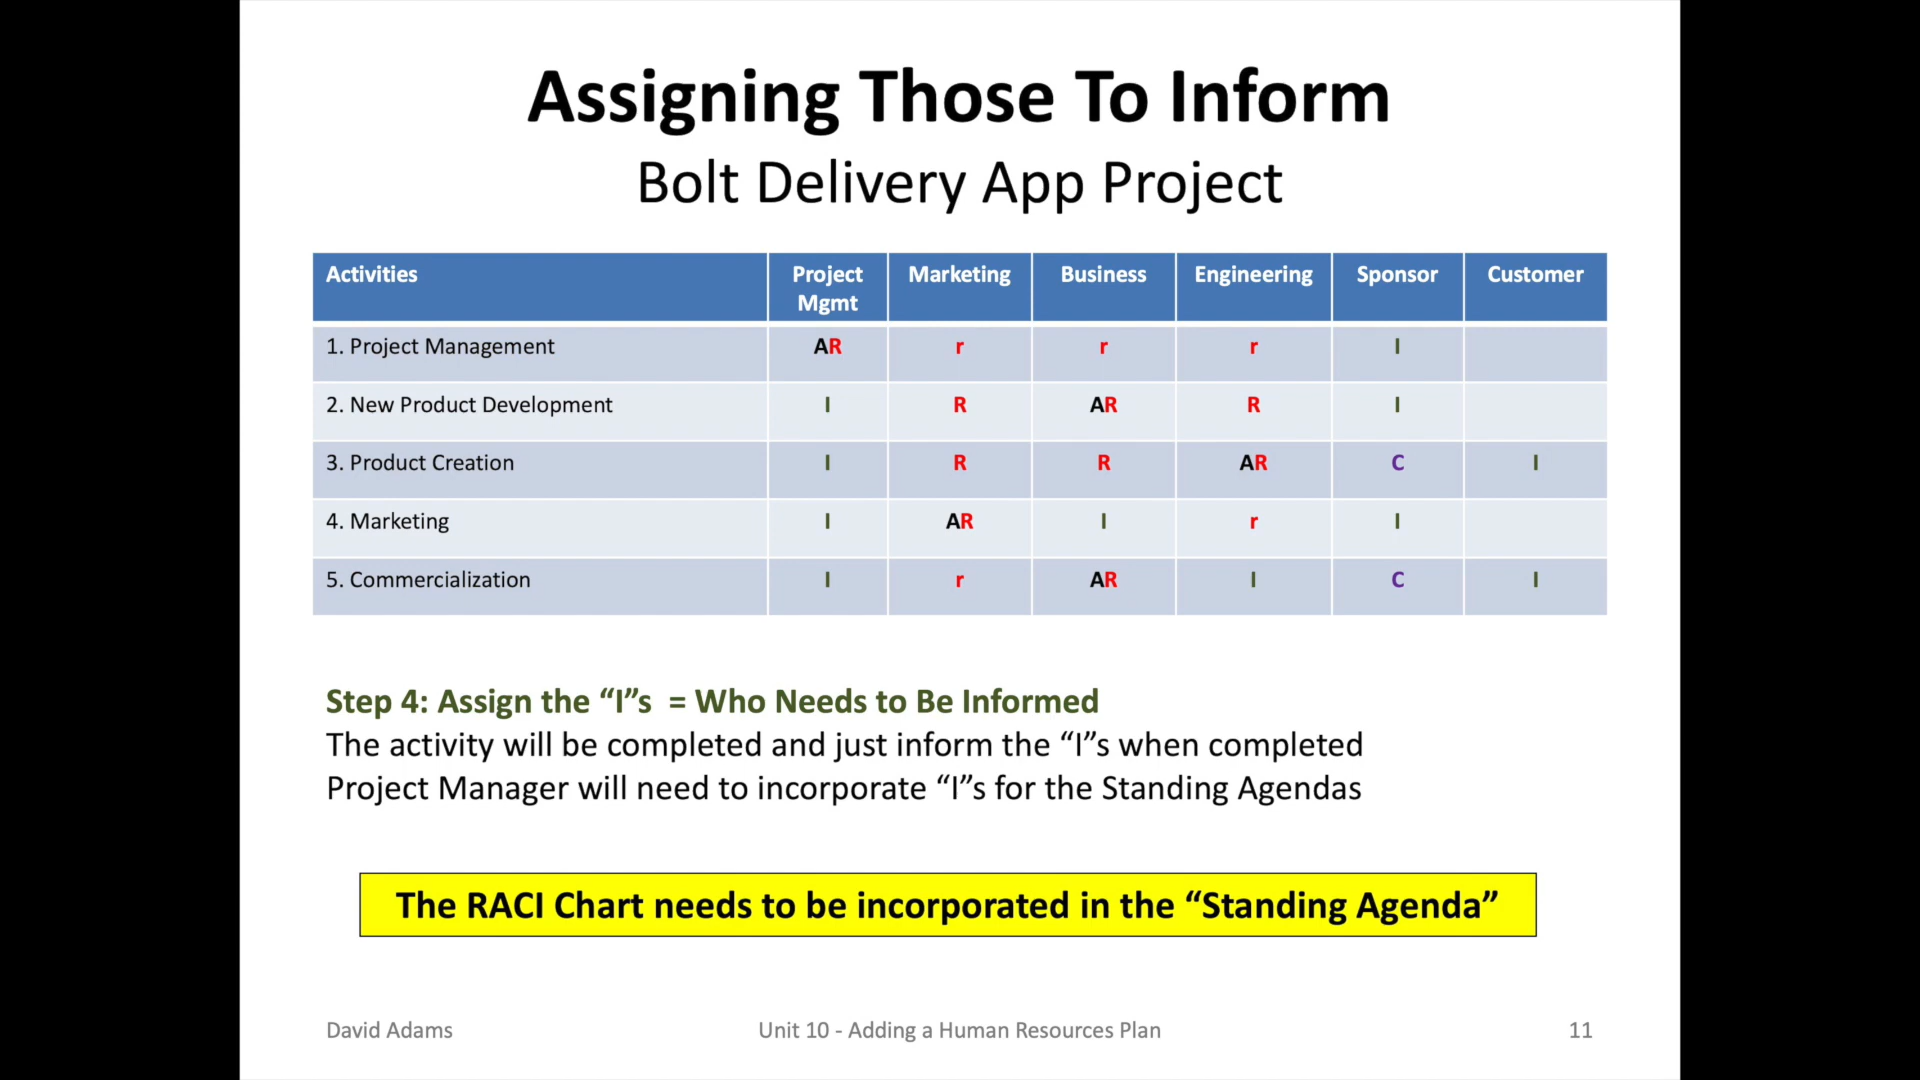 Assigning Those To Inform
Bolt Delivery App Project
Activities Project Mgmt Marketing Business Engineering Sponsor Customer
1. Project Management AR r r r I
2. New Product Development I R AR R I
3. Product Creation I R R AR C I
4. Marketing I AR I r I
5. Commercialization I r AR I C I
Step 4: Assign the “I”s = Who Needs to Be Informed
The activity will be completed and just inform the “I”s when completed
Project Manager will need to incorporate “I”s for the Standing Agendas
The RACI Chart needs to be incorporated in the “Standing Agenda”
David Adams Unit 10 - Adding a Human Resources Plan 11